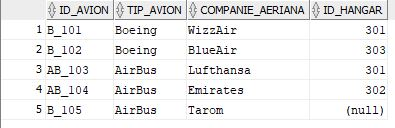 ID_AVION TIP_AVION COMPANIE_AERIANA ID_HANGAR
1 B_101 Boeing WizzAir 301
2 B_102 Boeing BlueAir 303
3 AB_103 AirBus Lufthansa 301
4 AB_104 AirBus Emirates 302
5 B_105 AirBus Tarom (null)